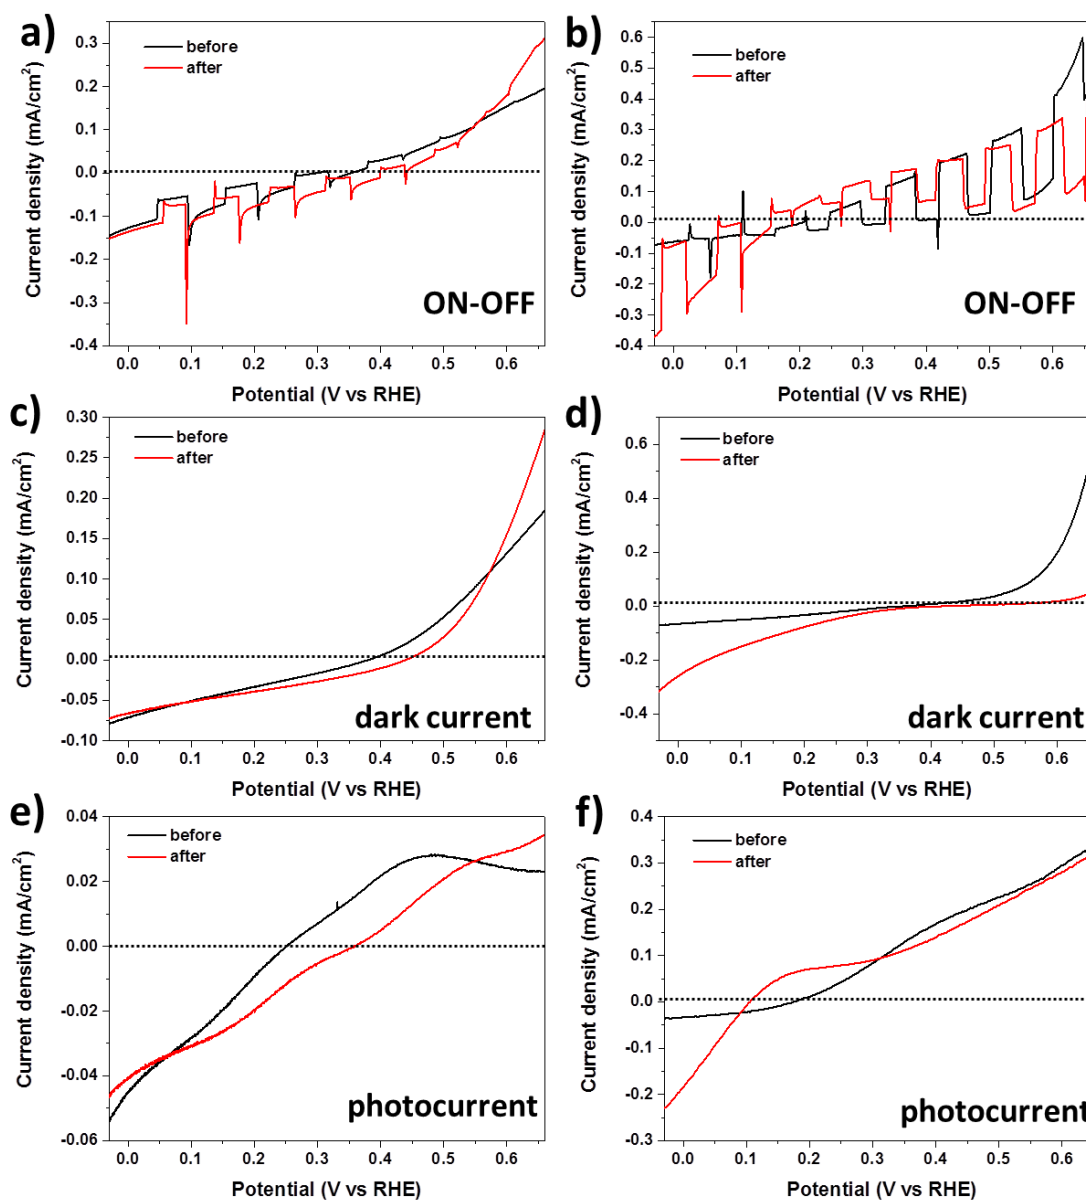 a)
before
after
0.3
0.2
0.1
0.0
-0.1
-0.2
-0.3
-0.4
Current density (mA/cm²)
ON-OFF
0.0 0.1 0.2 0.3 0.4 0.5 0.6
Potential (V vs RHE)
b)
before
after
0.6
0.5
0.4
0.3
0.2
0.1
0.0
-0.1
-0.2
-0.3
-0.4
Current density (mA/cm²)
ON-OFF
0.0 0.1 0.2 0.3 0.4 0.5 0.6
Potential (V vs RHE)
c)
before
after
0.30
0.25
0.20
0.15
0.10
0.05
0.00
-0.05
-0.10
Current density (mA/cm²)
dark current
0.0 0.1 0.2 0.3 0.4 0.5 0.6
Potential (V vs RHE)
d)
before
after
0.6
0.4
0.2
0.0
-0.2
-0.4
Current density (mA/cm²)
dark current
0.0 0.1 0.2 0.3 0.4 0.5 0.6
Potential (V vs RHE)
e)
before
after
0.04
0.02
0.00
-0.02
-0.04
-0.06
Current density (mA/cm²)
photocurrent
0.0 0.1 0.2 0.3 0.4 0.5 0.6
Potential (V vs RHE)
f)
before
after
0.4
0.3
0.2
0.1
0.0
-0.1
-0.2
-0.3
Current density (mA/cm²)
photocurrent
0.0 0.1 0.2 0.3 0.4 0.5 0.6
Potential (V vs RHE)